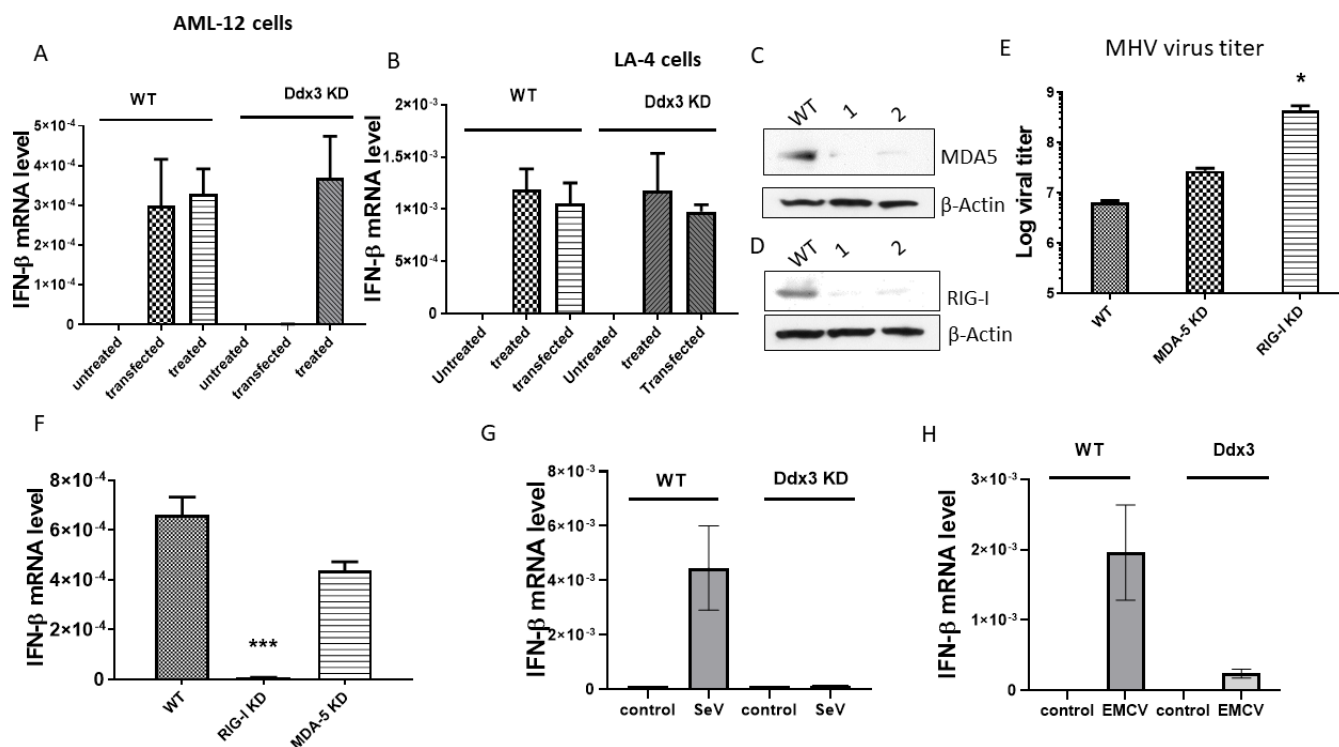 AML-12 cells
A
WT
Ddx3 KD
IFN-β mRNA level
5×10⁻⁴
4×10⁻⁴
3×10⁻⁴
2×10⁻⁴
1×10⁻⁴
0
untreated
transfected
treated
untreated
transfected
treated
B
LA-4 cells
WT
Ddx3 KD
IFN-β mRNA level
2×10⁻³
1.5×10⁻³
1×10⁻³
5×10⁻⁴
0
Untreated
treated
transfected
Untreated
treated
Transfected
C
WT
1
2
MDA5
β-Actin
D
WT
1
2
RIG-I
β-Actin
E
MHV virus titer
*
Log viral titer
9
8
7
6
5
WT
MDA-5 KD
RIG-I KD
F
IFN-β mRNA level
8×10⁻⁴
6×10⁻⁴
4×10⁻⁴
2×10⁻⁴
0
***
WT
RIG-I KD
MDA-5 KD
G
WT
Ddx3 KD
IFN-β mRNA level
8×10⁻³
6×10⁻³
4×10⁻³
2×10⁻³
0
control
SeV
control
SeV
H
WT
Ddx3
IFN-β mRNA level
3×10⁻³
2×10⁻³
1×10⁻³
0
control
EMCV
control
EMCV